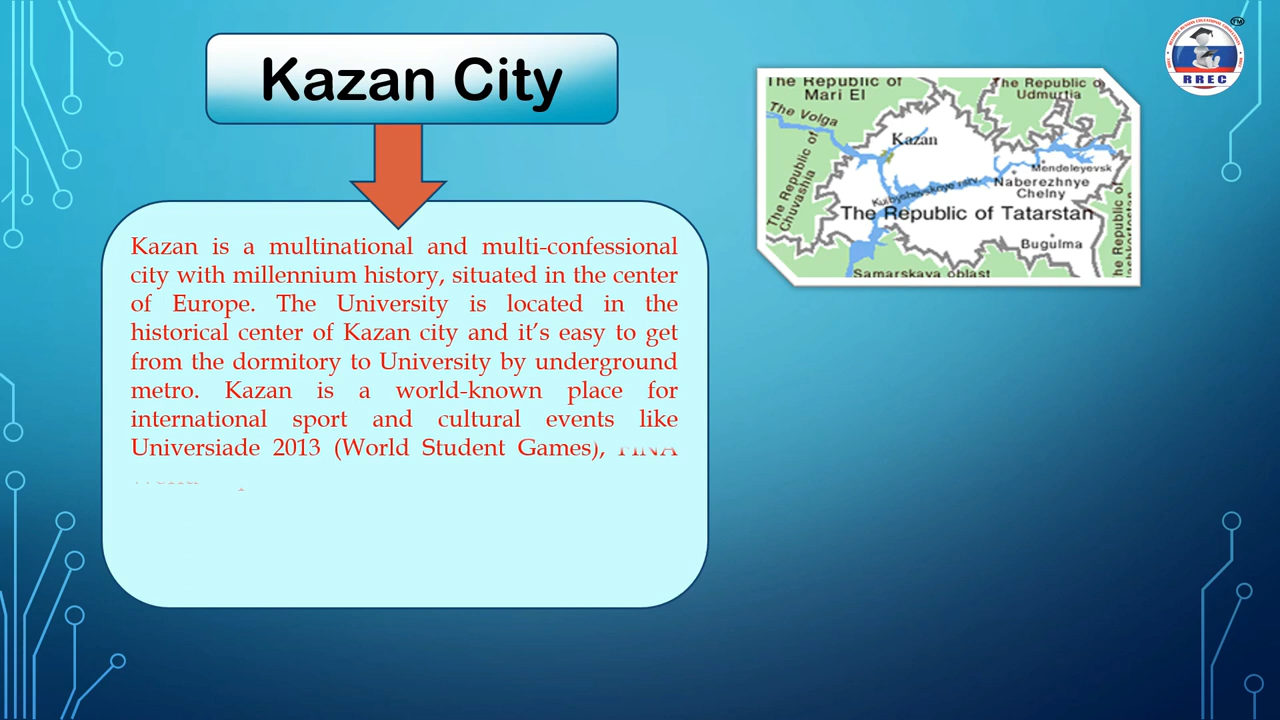 Kazan City
Kazan is a multinational and multi-confessional
city with millennium history, situated in the center
of Europe. The University is located in the
historical center of Kazan city and it's easy to get
from the dormitory to University by underground
metro. Kazan is a world-known place for
international sport and cultural events like
Universiade 2013 (World Student Games), FINA
The Republic of
Mari El
The Republic of
Udmurtia
The Volga
Kazan
The Republic of
Chuvashia
Mendeleyevsk
Naberezhnye
Chelny
The Republic of Tatarstan
Bugulma
Samarskaya oblast
TM
RREC